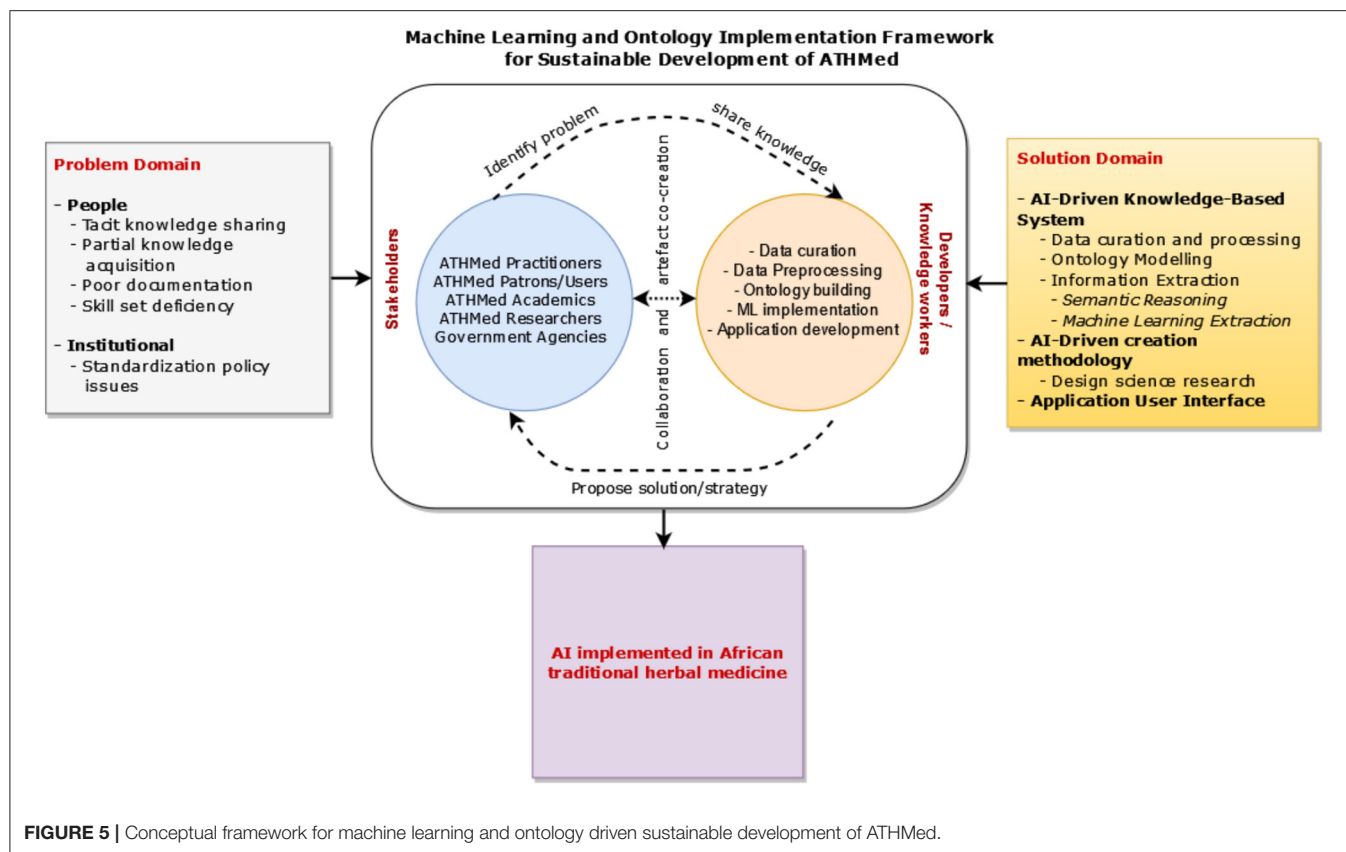 Machine Learning and Ontology Implementation Framework
for Sustainable Development of ATHMed
Problem Domain
- People
- Tacit knowledge sharing
- Partial knowledge
acquisition
- Poor documentation
- Skill set deficiency
- Institutional
- Standardization policy
issues
Stakeholders
Identify problem
share knowledge
ATHMed Practitioners
ATHMed Patrons/Users
ATHMed Academics
ATHMed Researchers
Government Agencies
Collaboration and artefact co-creation
- Data curation
- Data Preprocessing
- Ontology building
- ML implementation
- Application development
Developers /
Knowledge workers
Propose solution/strategy
Solution Domain
- AI-Driven Knowledge-Based
System
- Data curation and processing
- Ontology Modelling
- Information Extraction
- Semantic Reasoning
- Machine Learning Extraction
- AI-Driven creation
methodology
- Design science research
- Application User Interface
AI implemented in African
traditional herbal medicine
FIGURE 5 | Conceptual framework for machine learning and ontology driven sustainable development of ATHMed.